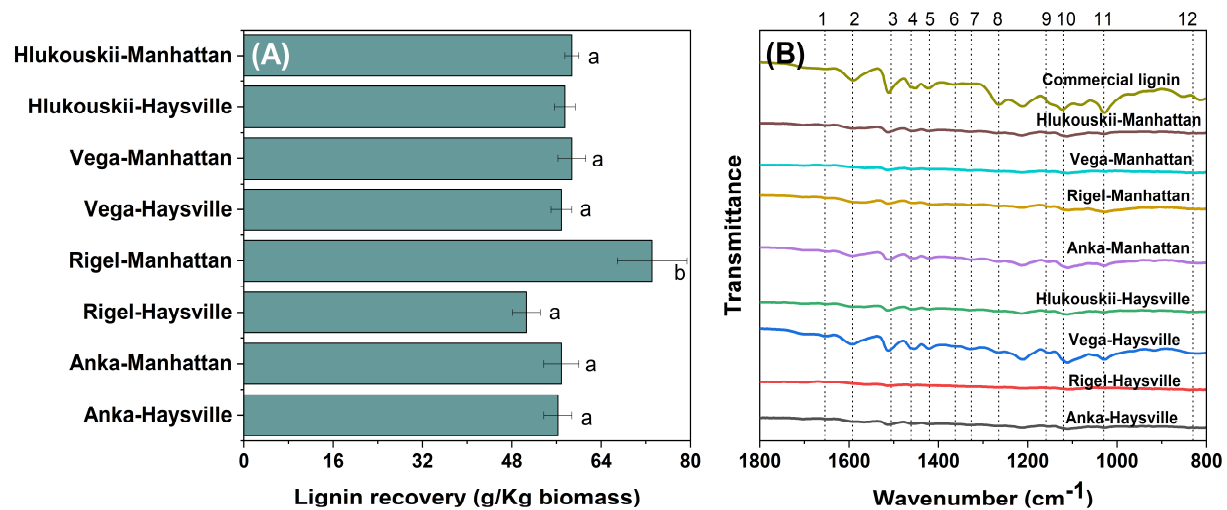 (A)
Hlukouskii-Manhattan
a
Hlukouskii-Haysville
a
Vega-Manhattan
a
Vega-Haysville
a
Rigel-Manhattan
b
Rigel-Haysville
a
Anka-Manhattan
a
Anka-Haysville
a
0 16 32 48 64 80
Lignin recovery (g/Kg biomass)
1 2 3 4 5 6 7 8 9 10 11 12
(B)
Transmittance
Commercial lignin
Hlukouskii-Manhattan
Vega-Manhattan
Rigel-Manhattan
Anka-Manhattan
Hlukouskii-Haysville
Vega-Haysville
Rigel-Haysville
Anka-Haysville
1800 1600 1400 1200 1000 800
Wavenumber (cm-1)